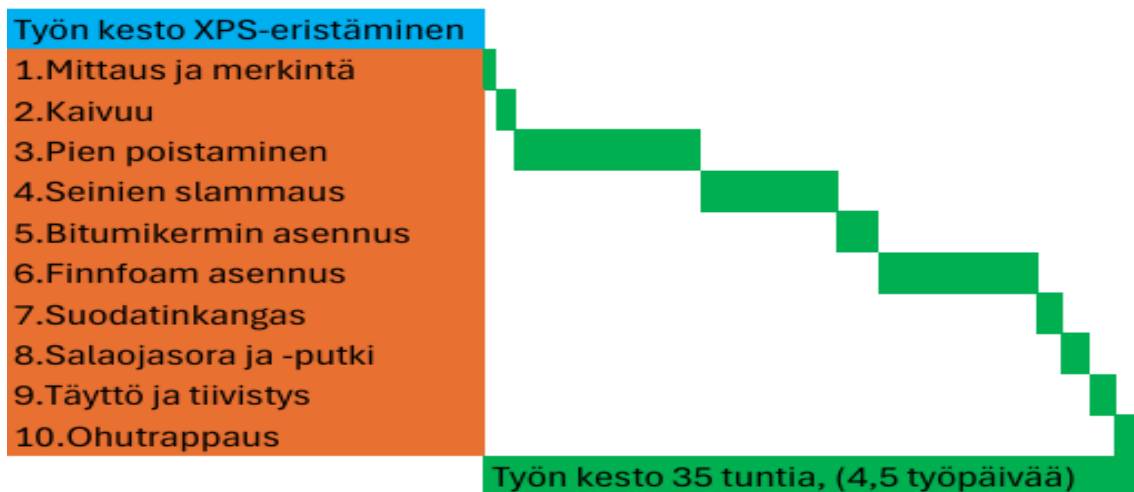 Työn kesto XPS-eristäminen
1.Mittaus ja merkintä
2.Kaivuu
3.Pien poistaminen
4.Seinien slammaus
5.Bitumikermin asennus
6.Finnfoam asennus
7.Suodatinkangas
8.Salaojasora ja -putki
9.Täyttö ja tiivistys
10.Ohutrappaus
Työn kesto 35 tuntia, (4,5 työpäivää)